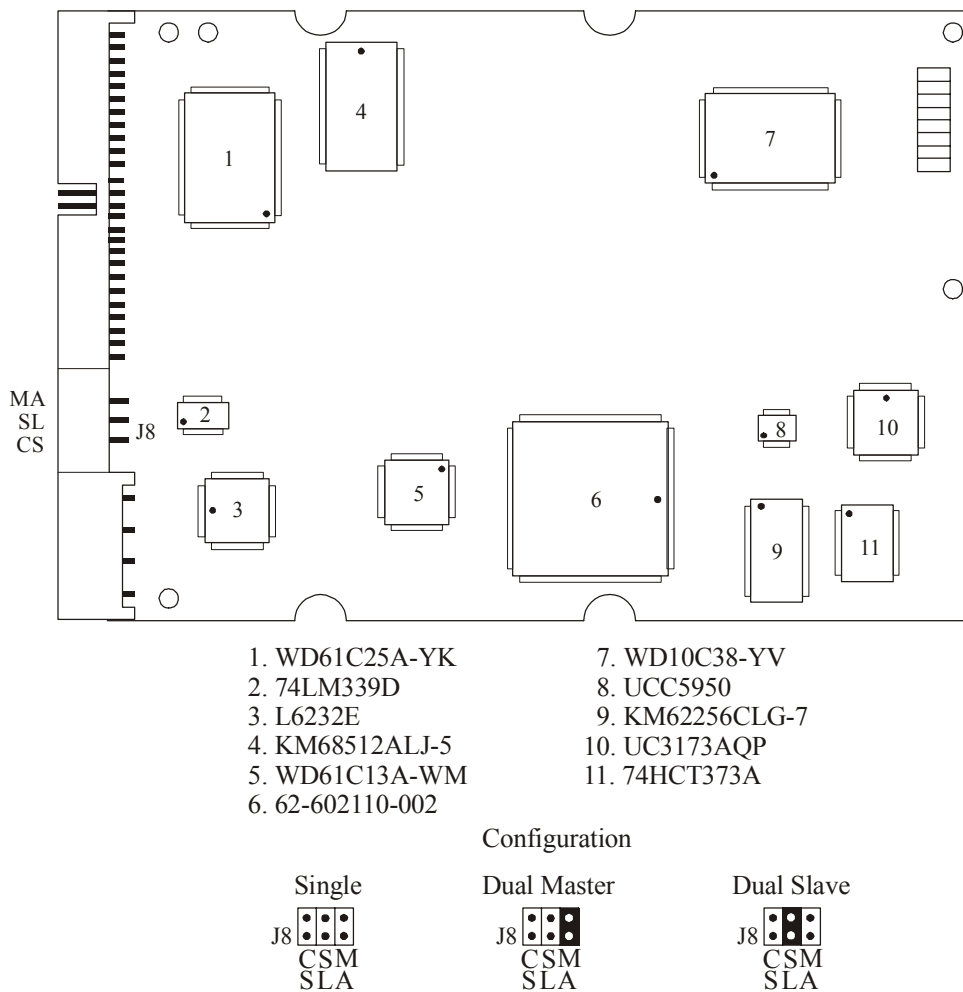 4
1
7
MA
SL
CS
J8
2
8
10
3
5
6
9
11
1. WD61C25A-YK
2. 74LM339D
3. L6232E
4. KM68512ALJ-5
5. WD61C13A-WM
6. 62-602110-002
7. WD10C38-YV
8. UCC5950
9. KM62256CLG-7
10. UC3173AQP
11. 74HCT373A
Configuration
Single
J8
CSM
SLA
Dual Master
J8
CSM
SLA
Dual Slave
J8
CSM
SLA